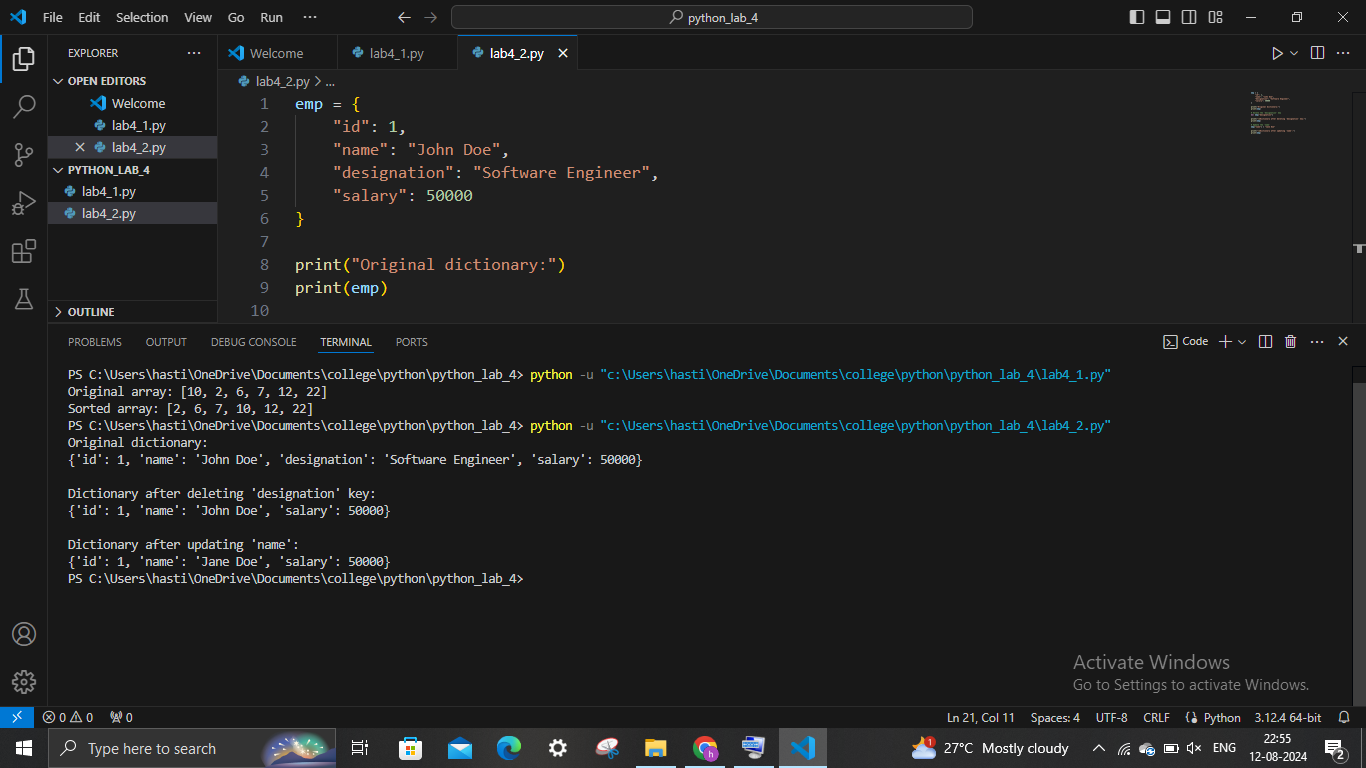 File Edit Selection View Go Run ··· python_lab_4
EXPLORER ···
OPEN EDITORS
Welcome
lab4_1.py
lab4_2.py
PYTHON_LAB_4
lab4_1.py
lab4_2.py
OUTLINE
Welcome lab4_1.py lab4_2.py
lab4_2.py > ...
1 emp = {
2 "id": 1,
3 "name": "John Doe",
4 "designation": "Software Engineer",
5 "salary": 50000
6 }
7
8 print("Original dictionary:")
9 print(emp)
10
PROBLEMS OUTPUT DEBUG CONSOLE TERMINAL PORTS Code
PS C:\Users\hasti\OneDrive\Documents\college\python\python_lab_4> python -u "c:\Users\hasti\OneDrive\Documents\college\python\python_lab_4\lab4_1.py"
Original array: [10, 2, 6, 7, 12, 22]
Sorted array: [2, 6, 7, 10, 12, 22]
PS C:\Users\hasti\OneDrive\Documents\college\python\python_lab_4> python -u "c:\Users\hasti\OneDrive\Documents\college\python\python_lab_4\lab4_2.py"
Original dictionary:
{'id': 1, 'name': 'John Doe', 'designation': 'Software Engineer', 'salary': 50000}
Dictionary after deleting 'designation' key:
{'id': 1, 'name': 'John Doe', 'salary': 50000}
Dictionary after updating 'name':
{'id': 1, 'name': 'Jane Doe', 'salary': 50000}
PS C:\Users\hasti\OneDrive\Documents\college\python\python_lab_4>
Activate Windows
Go to Settings to activate Windows.
0 0 0 Ln 21, Col 11 Spaces: 4 UTF-8 CRLF Python 3.12.4 64-bit
Type here to search h 1 27°C Mostly cloudy ENG 22:55 2
12-08-2024